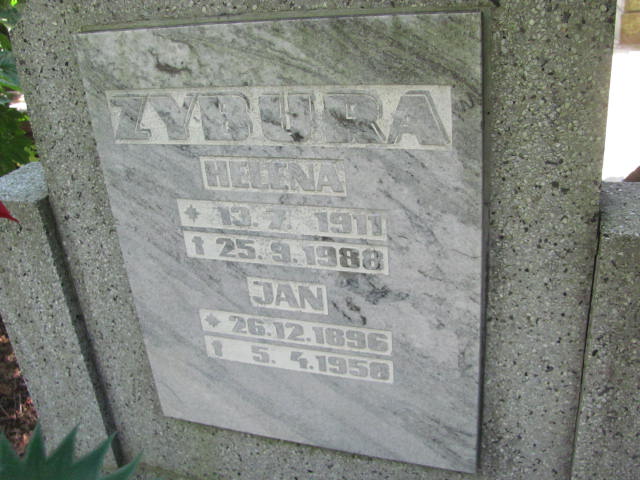 ZYBURA
HELENA
* 13. 7. 1911
† 25. 9. 1988
JAN
* 26.12.1896
† 5. 4.1958